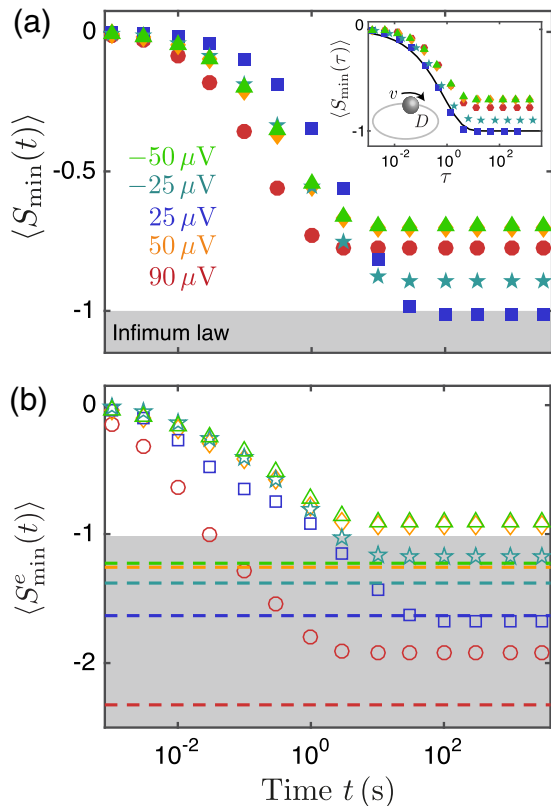 (a)
0
-0.5
-1
⟨S_min(t)⟩
−50 μV
−25 μV
25 μV
50 μV
90 μV
Infimum law
0
-1
⟨S_min(τ)⟩
v
D
10^-2 10^0 10^2
τ
(b)
0
-1
-2
⟨S^e_min(t)⟩
10^-2 10^0 10^2
Time t (s)